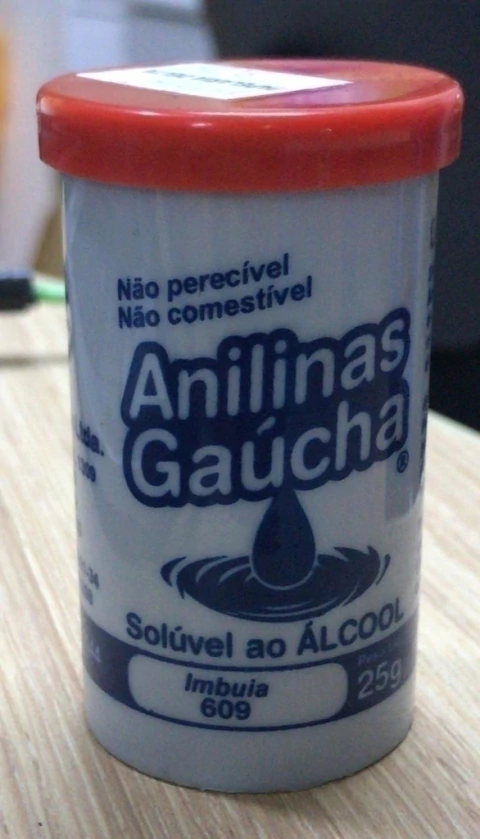 Não perecível
Não comestível
Anilinas
Gaúcha
®
Solúvel ao ÁLCOOL
Imbuia
609
25g